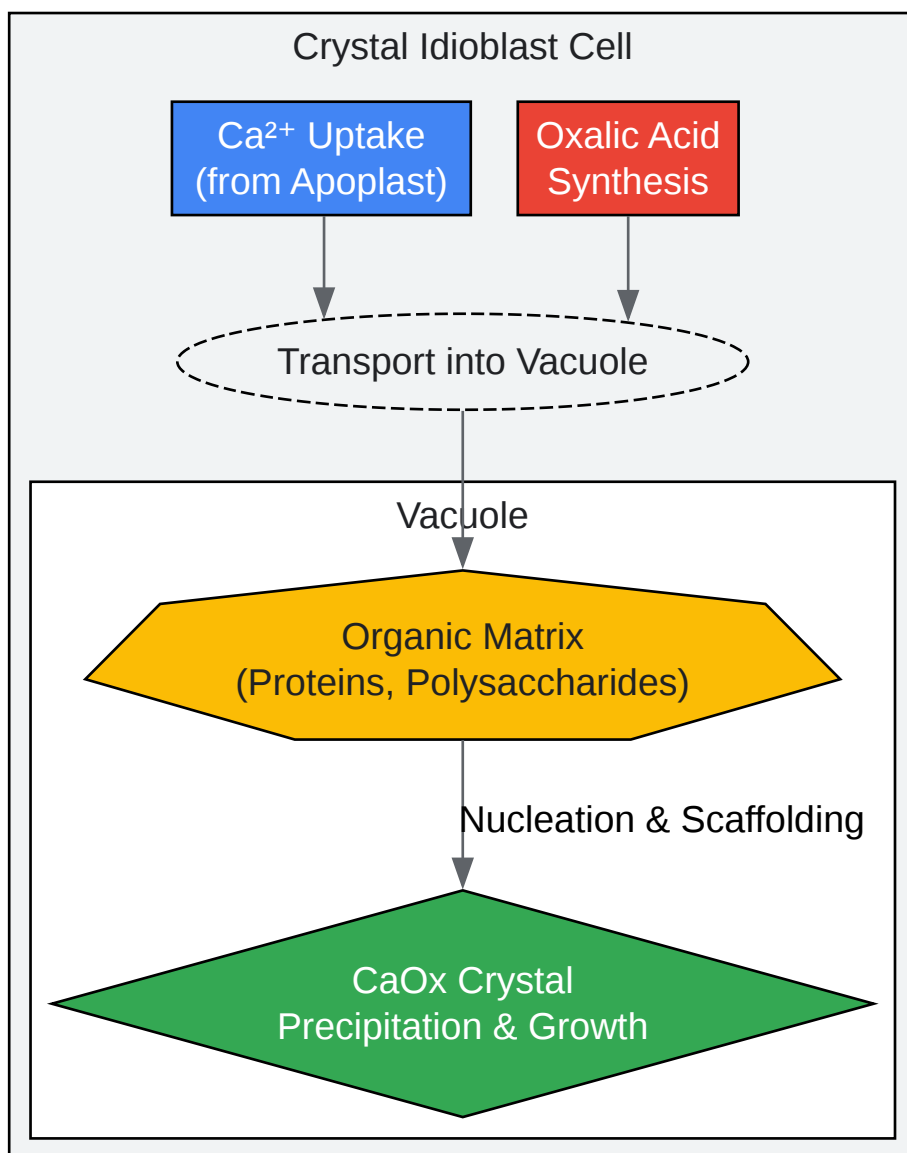 Crystal Idioblast Cell
Ca²⁺ Uptake
(from Apoplast)
Oxalic Acid
Synthesis
Transport into Vacuole
Vacuole
Organic Matrix
(Proteins, Polysaccharides)
Nucleation & Scaffolding
CaOx Crystal
Precipitation & Growth